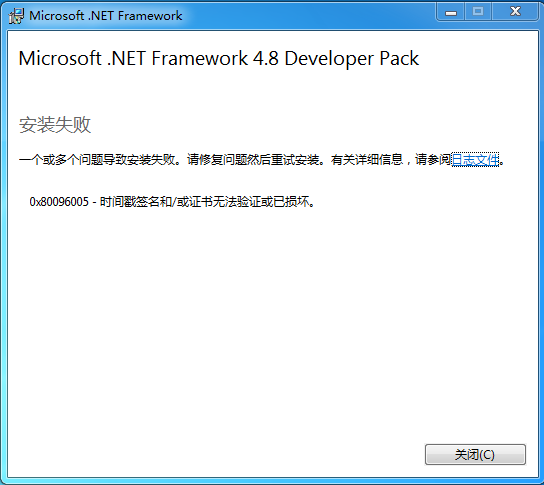 Microsoft .NET Framework
Microsoft .NET Framework 4.8 Developer Pack
安装失败
一个或多个问题导致安装失败。请修复问题然后重试安装。有关详细信息，请参阅日志文件。
0x80096005 - 时间戳签名和/或证书无法验证或已损坏。
关闭(C)